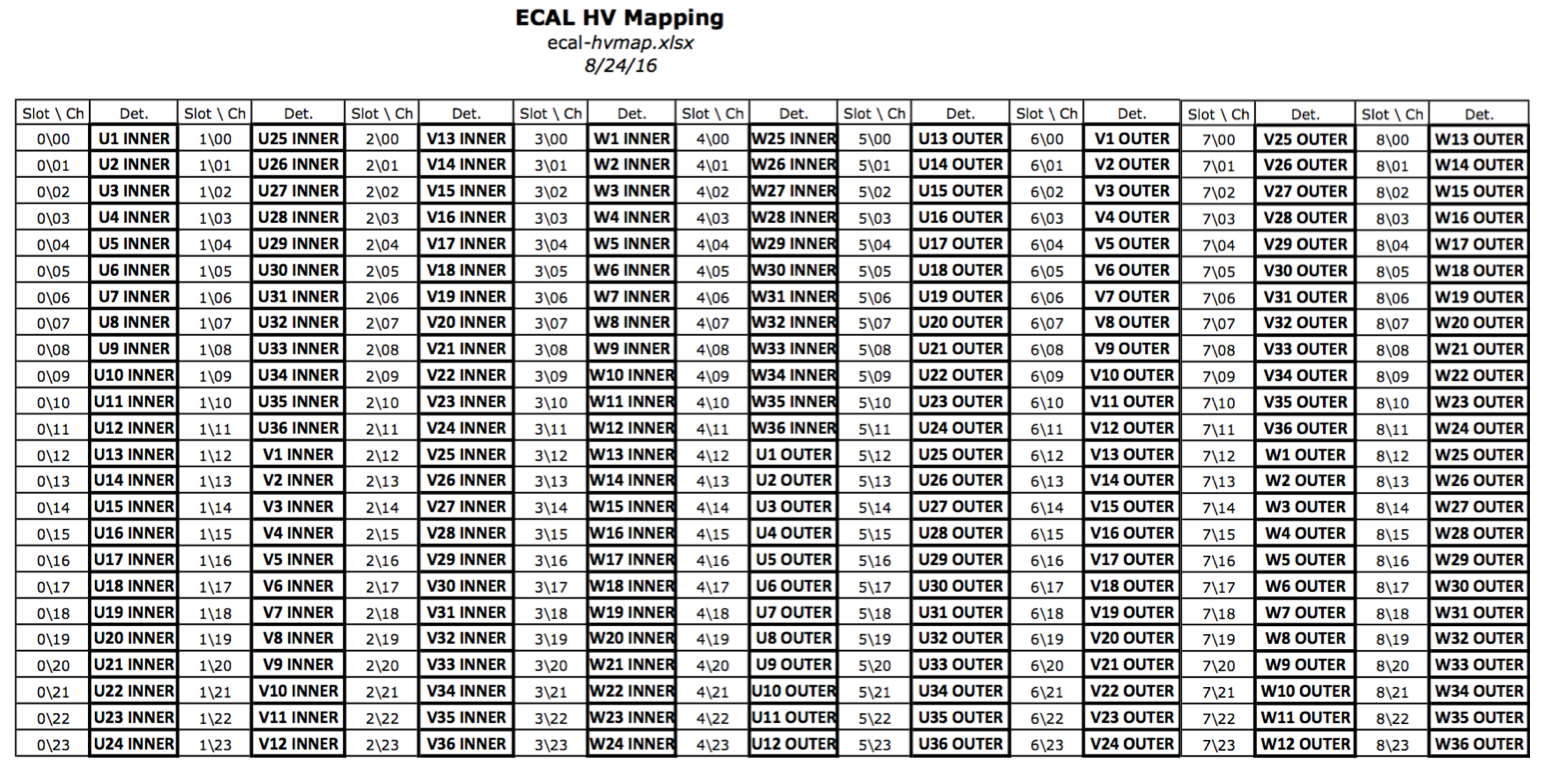 ECAL HV Mapping
ecal-hvmap.xlsx
8/24/16
Slot \ Ch Det. Slot \ Ch Det. Slot \ Ch Det. Slot \ Ch Det. Slot \ Ch Det. Slot \ Ch Det. Slot \ Ch Det. Slot \ Ch Det. Slot \ Ch Det.
0\00 U1 INNER 1\00 U25 INNER 2\00 V13 INNER 3\00 W1 INNER 4\00 W25 INNER 5\00 U13 OUTER 6\00 V1 OUTER 7\00 V25 OUTER 8\00 W13 OUTER
0\01 U2 INNER 1\01 U26 INNER 2\01 V14 INNER 3\01 W2 INNER 4\01 W26 INNER 5\01 U14 OUTER 6\01 V2 OUTER 7\01 V26 OUTER 8\01 W14 OUTER
0\02 U3 INNER 1\02 U27 INNER 2\02 V15 INNER 3\02 W3 INNER 4\02 W27 INNER 5\02 U15 OUTER 6\02 V3 OUTER 7\02 V27 OUTER 8\02 W15 OUTER
0\03 U4 INNER 1\03 U28 INNER 2\03 V16 INNER 3\03 W4 INNER 4\03 W28 INNER 5\03 U16 OUTER 6\03 V4 OUTER 7\03 V28 OUTER 8\03 W16 OUTER
0\04 U5 INNER 1\04 U29 INNER 2\04 V17 INNER 3\04 W5 INNER 4\04 W29 INNER 5\04 U17 OUTER 6\04 V5 OUTER 7\04 V29 OUTER 8\04 W17 OUTER
0\05 U6 INNER 1\05 U30 INNER 2\05 V18 INNER 3\05 W6 INNER 4\05 W30 INNER 5\05 U18 OUTER 6\05 V6 OUTER 7\05 V30 OUTER 8\05 W18 OUTER
0\06 U7 INNER 1\06 U31 INNER 2\06 V19 INNER 3\06 W7 INNER 4\06 W31 INNER 5\06 U19 OUTER 6\06 V7 OUTER 7\06 V31 OUTER 8\06 W19 OUTER
0\07 U8 INNER 1\07 U32 INNER 2\07 V20 INNER 3\07 W8 INNER 4\07 W32 INNER 5\07 U20 OUTER 6\07 V8 OUTER 7\07 V32 OUTER 8\07 W20 OUTER
0\08 U9 INNER 1\08 U33 INNER 2\08 V21 INNER 3\08 W9 INNER 4\08 W33 INNER 5\08 U21 OUTER 6\08 V9 OUTER 7\08 V33 OUTER 8\08 W21 OUTER
0\09 U10 INNER 1\09 U34 INNER 2\09 V22 INNER 3\09 W10 INNER 4\09 W34 INNER 5\09 U22 OUTER 6\09 V10 OUTER 7\09 V34 OUTER 8\09 W22 OUTER
0\10 U11 INNER 1\10 U35 INNER 2\10 V23 INNER 3\10 W11 INNER 4\10 W35 INNER 5\10 U23 OUTER 6\10 V11 OUTER 7\10 V35 OUTER 8\10 W23 OUTER
0\11 U12 INNER 1\11 U36 INNER 2\11 V24 INNER 3\11 W12 INNER 4\11 W36 INNER 5\11 U24 OUTER 6\11 V12 OUTER 7\11 V36 OUTER 8\11 W24 OUTER
0\12 U13 INNER 1\12 V1 INNER 2\12 V25 INNER 3\12 W13 INNER 4\12 U1 OUTER 5\12 U25 OUTER 6\12 V13 OUTER 7\12 W1 OUTER 8\12 W25 OUTER
0\13 U14 INNER 1\13 V2 INNER 2\13 V26 INNER 3\13 W14 INNER 4\13 U2 OUTER 5\13 U26 OUTER 6\13 V14 OUTER 7\13 W2 OUTER 8\13 W26 OUTER
0\14 U15 INNER 1\14 V3 INNER 2\14 V27 INNER 3\14 W15 INNER 4\14 U3 OUTER 5\14 U27 OUTER 6\14 V15 OUTER 7\14 W3 OUTER 8\14 W27 OUTER
0\15 U16 INNER 1\15 V4 INNER 2\15 V28 INNER 3\15 W16 INNER 4\15 U4 OUTER 5\15 U28 OUTER 6\15 V16 OUTER 7\15 W4 OUTER 8\15 W28 OUTER
0\16 U17 INNER 1\16 V5 INNER 2\16 V29 INNER 3\16 W17 INNER 4\16 U5 OUTER 5\16 U29 OUTER 6\16 V17 OUTER 7\16 W5 OUTER 8\16 W29 OUTER
0\17 U18 INNER 1\17 V6 INNER 2\17 V30 INNER 3\17 W18 INNER 4\17 U6 OUTER 5\17 U30 OUTER 6\17 V18 OUTER 7\17 W6 OUTER 8\17 W30 OUTER
0\18 U19 INNER 1\18 V7 INNER 2\18 V31 INNER 3\18 W19 INNER 4\18 U7 OUTER 5\18 U31 OUTER 6\18 V19 OUTER 7\18 W7 OUTER 8\18 W31 OUTER
0\19 U20 INNER 1\19 V8 INNER 2\19 V32 INNER 3\19 W20 INNER 4\19 U8 OUTER 5\19 U32 OUTER 6\19 V20 OUTER 7\19 W8 OUTER 8\19 W32 OUTER
0\20 U21 INNER 1\20 V9 INNER 2\20 V33 INNER 3\20 W21 INNER 4\20 U9 OUTER 5\20 U33 OUTER 6\20 V21 OUTER 7\20 W9 OUTER 8\20 W33 OUTER
0\21 U22 INNER 1\21 V10 INNER 2\21 V34 INNER 3\21 W22 INNER 4\21 U10 OUTER 5\21 U34 OUTER 6\21 V22 OUTER 7\21 W10 OUTER 8\21 W34 OUTER
0\22 U23 INNER 1\22 V11 INNER 2\22 V35 INNER 3\22 W23 INNER 4\22 U11 OUTER 5\22 U35 OUTER 6\22 V23 OUTER 7\22 W11 OUTER 8\22 W35 OUTER
0\23 U24 INNER 1\23 V12 INNER 2\23 V36 INNER 3\23 W24 INNER 4\23 U12 OUTER 5\23 U36 OUTER 6\23 V24 OUTER 7\23 W12 OUTER 8\23 W36 OUTER